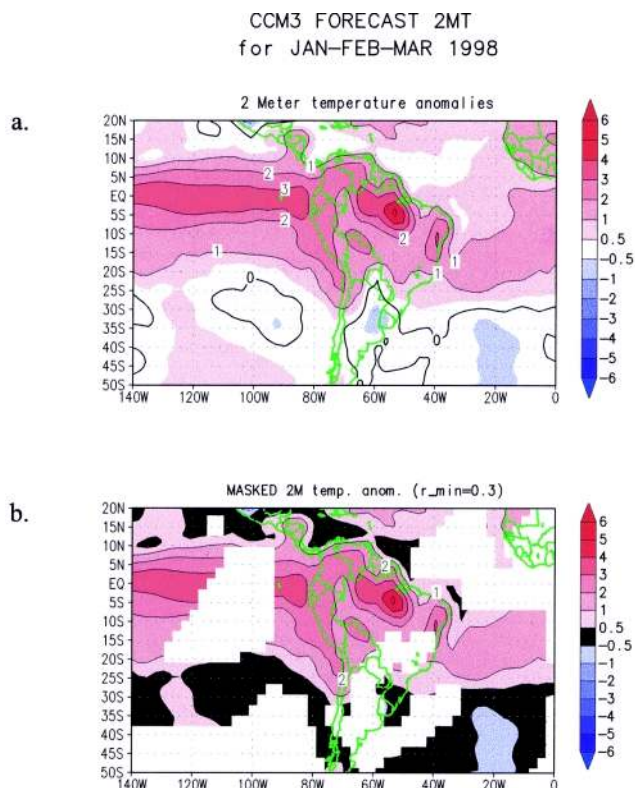 CCM3 FORECAST 2MT
for JAN-FEB-MAR 1998
a.
2 Meter temperature anomalies
20N
15N
10N
5N
EQ
5S
10S
15S
20S
25S
30S
35S
40S
45S
50S
140W 120W 100W 80W 60W 40W 20W 0
1
2
3
2
1
2
1
1
0
0
0
0
0
6
5
4
3
2
1
0.5
-0.5
-1
-2
-3
-4
-5
-6
b.
MASKED 2M temp. anom. (r_min=0.3)
20N
15N
10N
5N
EQ
5S
10S
15S
20S
25S
30S
35S
40S
45S
50S
140W 120W 100W 80W 60W 40W 20W 0
2
1
2
6
5
4
3
2
1
0.5
0.5
-1
-2
-3
-4
-5
-6